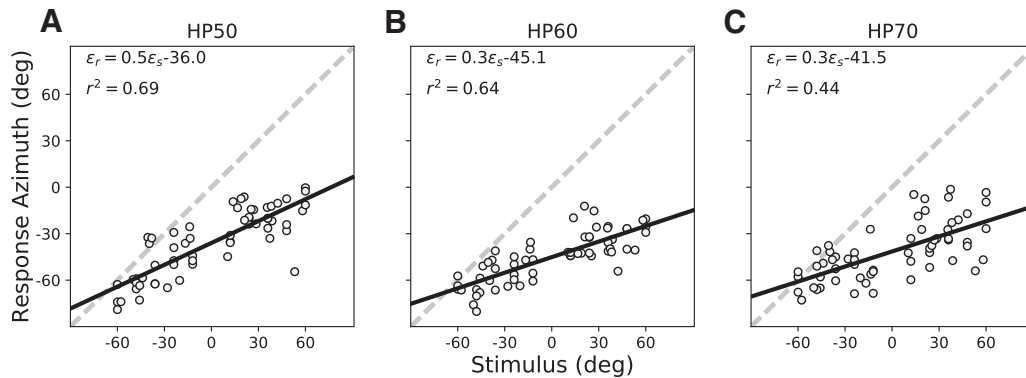 A
HP50
B
HP60
C
HP70
Response Azimuth (deg)
εr = 0.5εs-36.0
r² = 0.69
εr = 0.3εs-45.1
r² = 0.64
εr = 0.3εs-41.5
r² = 0.44
60
30
0
-30
-60
-60 -30 0 30 60
-60 -30 0 30 60
-60 -30 0 30 60
Stimulus (deg)